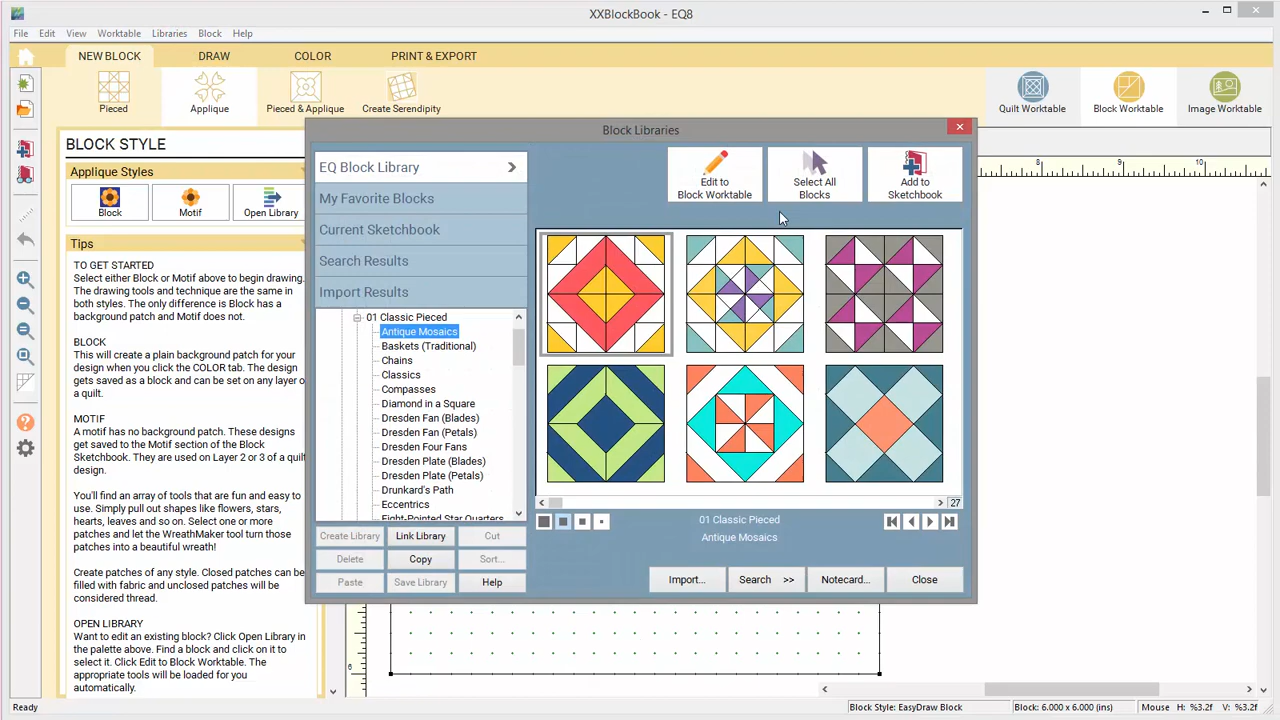 XXBlockBook - EQ8
File Edit View Worktable Libraries Block Help
NEW BLOCK DRAW COLOR PRINT & EXPORT
Pieced Applique Pieced & Applique Create Serendipity Quilt Worktable Block Worktable Image Worktable
BLOCK STYLE
Applique Styles
Block Motif Open Library
Tips
TO GET STARTED
Select either Block or Motif above to begin drawing.
The drawing tools and technique are the same in
both styles. The only difference is Block has a
background patch and Motif does not.
BLOCK
This will create a plain background patch for your
design when you click the COLOR tab. The design
gets saved as a block and can be set on any layer o
a quilt.
MOTIF
A motif has no background patch. These designs
get saved to the Motif section of the Block
Sketchbook. They are used on Layer 2 or 3 of a quilt
design.
You'll find an array of tools that are fun and easy to
use. Simply pull out shapes like flowers, stars,
hearts, leaves and so on. Select one or more
patches and let the WreathMaker tool turn those
patches into a beautiful wreath!
Create patches of any style. Closed patches can be
filled with fabric and unclosed patches will be
considered thread.
OPEN LIBRARY
Want to edit an existing block? Click Open Library in
the palette above. Find a block and click on it to
select it. Click Edit to Block Worktable. The
appropriate tools will be loaded for you
automatically.
Block Libraries
EQ Block Library
My Favorite Blocks
Current Sketchbook
Search Results
Import Results
01 Classic Pieced
Antique Mosaics
Baskets (Traditional)
Chains
Classics
Compasses
Diamond in a Square
Dresden Fan (Blades)
Dresden Fan (Petals)
Dresden Four Fans
Dresden Plate (Blades)
Dresden Plate (Petals)
Drunkard's Path
Eccentrics
Eight-Pointed Star Quarters
Create Library Link Library Cut
Delete Copy Sort...
Paste Save Library Help
Edit to
Block Worktable
Select All
Blocks
Add to
Sketchbook
27
01 Classic Pieced
Antique Mosaics
Import... Search >> Notecard... Close
8 9
6
Ready Block Style: EasyDraw Block Block: 6.000 x 6.000 (ins) Mouse H: %3.2f V: %3.2f